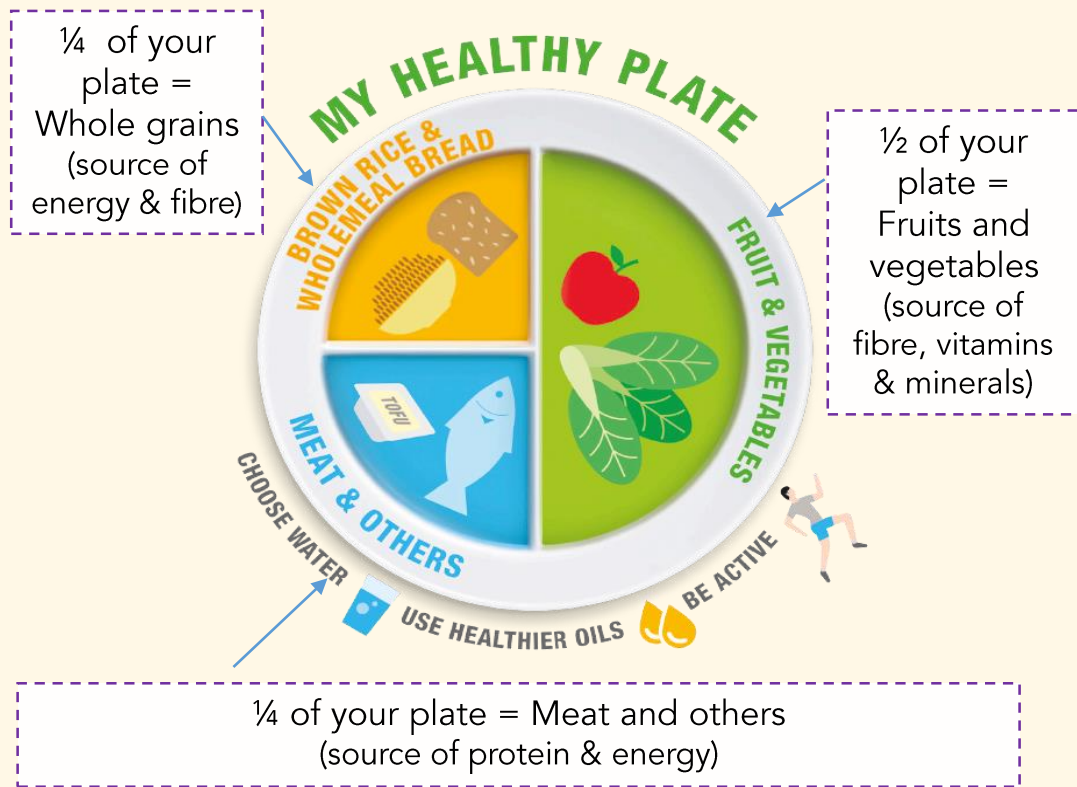 ¼ of your
plate =
Whole grains
(source of
energy & fibre)
MY HEALTHY PLATE
½ of your
plate =
Fruits and
vegetables
(source of
fibre, vitamins
& minerals)
BROWN RICE &
WHOLEMEAL BREAD
FRUIT & VEGETABLES
TOFU
MEAT & OTHERS
CHOOSE WATER
USE HEALTHIER OILS
BE ACTIVE
¼ of your plate = Meat and others
(source of protein & energy)